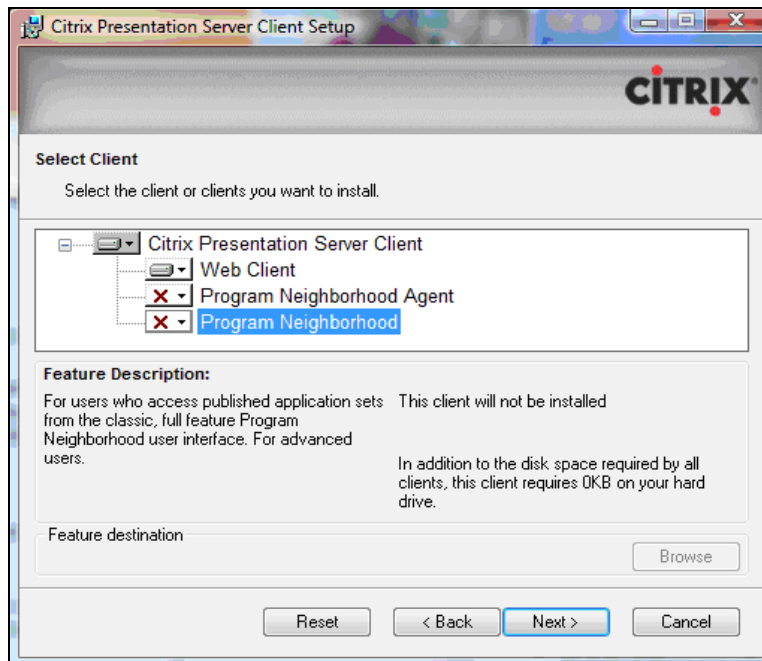 Citrix Presentation Server Client Setup
CITRIX
Select Client
Select the client or clients you want to install.
Citrix Presentation Server Client
Web Client
Program Neighborhood Agent
Program Neighborhood
Feature Description:
For users who access published application sets
from the classic, full feature Program
Neighborhood user interface. For advanced
users.
This client will not be installed
In addition to the disk space required by all
clients, this client requires 0KB on your hard
drive.
Feature destination
Browse
Reset
< Back
Next >
Cancel